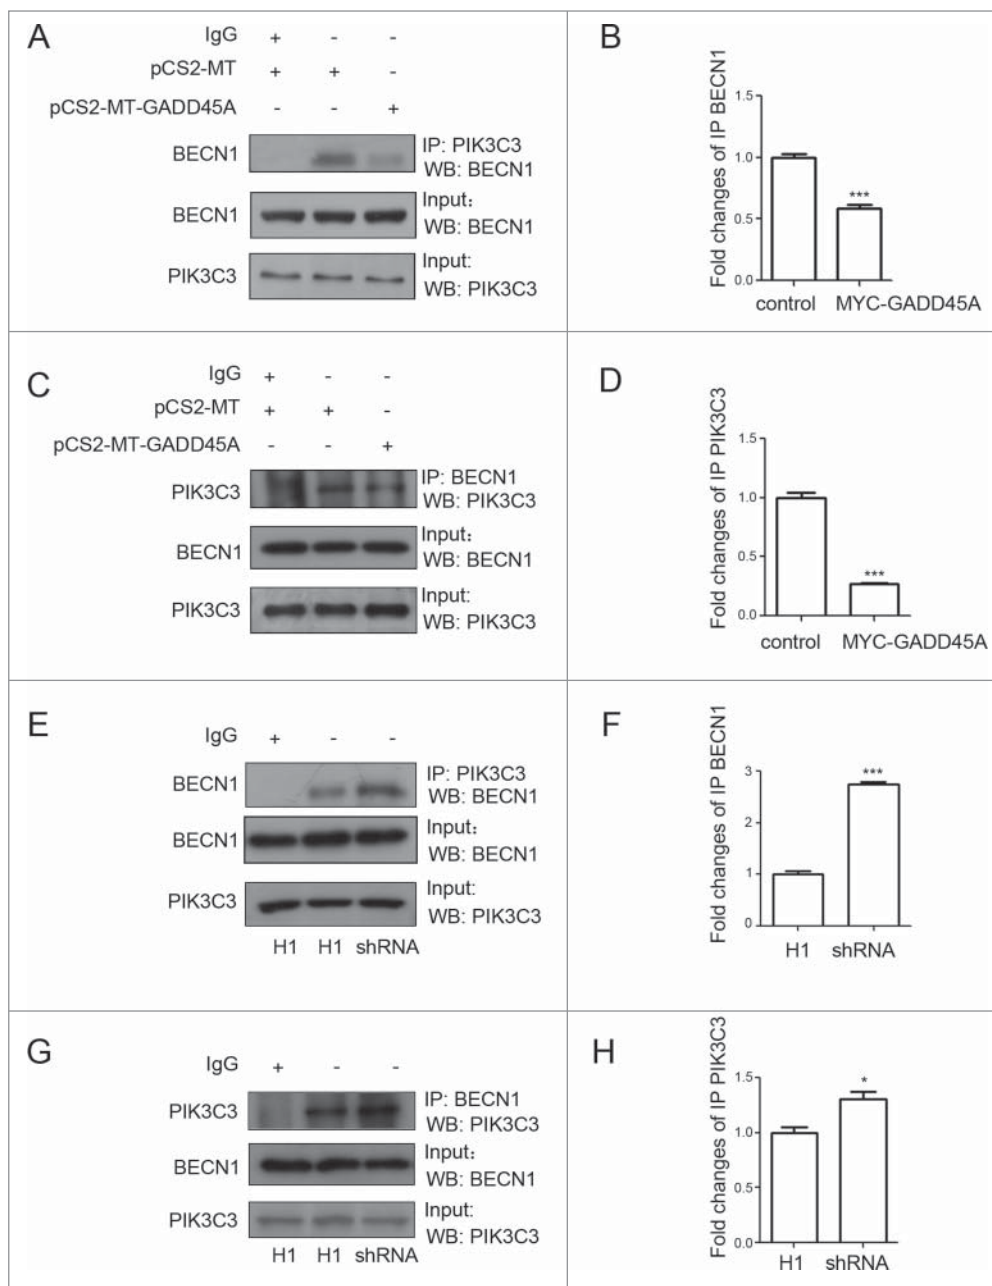 A
IgG + - -
pCS2-MT + + -
pCS2-MT-GADD45A - - +
BECN1 IP: PIK3C3
WB: BECN1
BECN1 Input:
WB: BECN1
PIK3C3 Input:
WB: PIK3C3
B
Fold changes of IP BECN1
1.5
1.0
0.5
0.0
***
control MYC-GADD45A
C
IgG + - -
pCS2-MT + + -
pCS2-MT-GADD45A - - +
PIK3C3 IP: BECN1
WB: PIK3C3
BECN1 Input:
WB: BECN1
PIK3C3 Input:
WB: PIK3C3
D
Fold changes of IP PIK3C3
1.5
1.0
0.5
0.0
***
control MYC-GADD45A
E
IgG + - -
BECN1 IP: PIK3C3
WB: BECN1
BECN1 Input:
WB: BECN1
PIK3C3 Input:
WB: PIK3C3
H1 H1 shRNA
F
Fold changes of IP BECN1
3
2
1
0
***
H1 shRNA
G
IgG + - -
PIK3C3 IP: BECN1
WB: PIK3C3
BECN1 Input:
WB: BECN1
PIK3C3 Input:
WB: PIK3C3
H1 H1 shRNA
H
Fold changes of IP PIK3C3
1.5
1.0
0.5
0.0
*
H1 shRNA